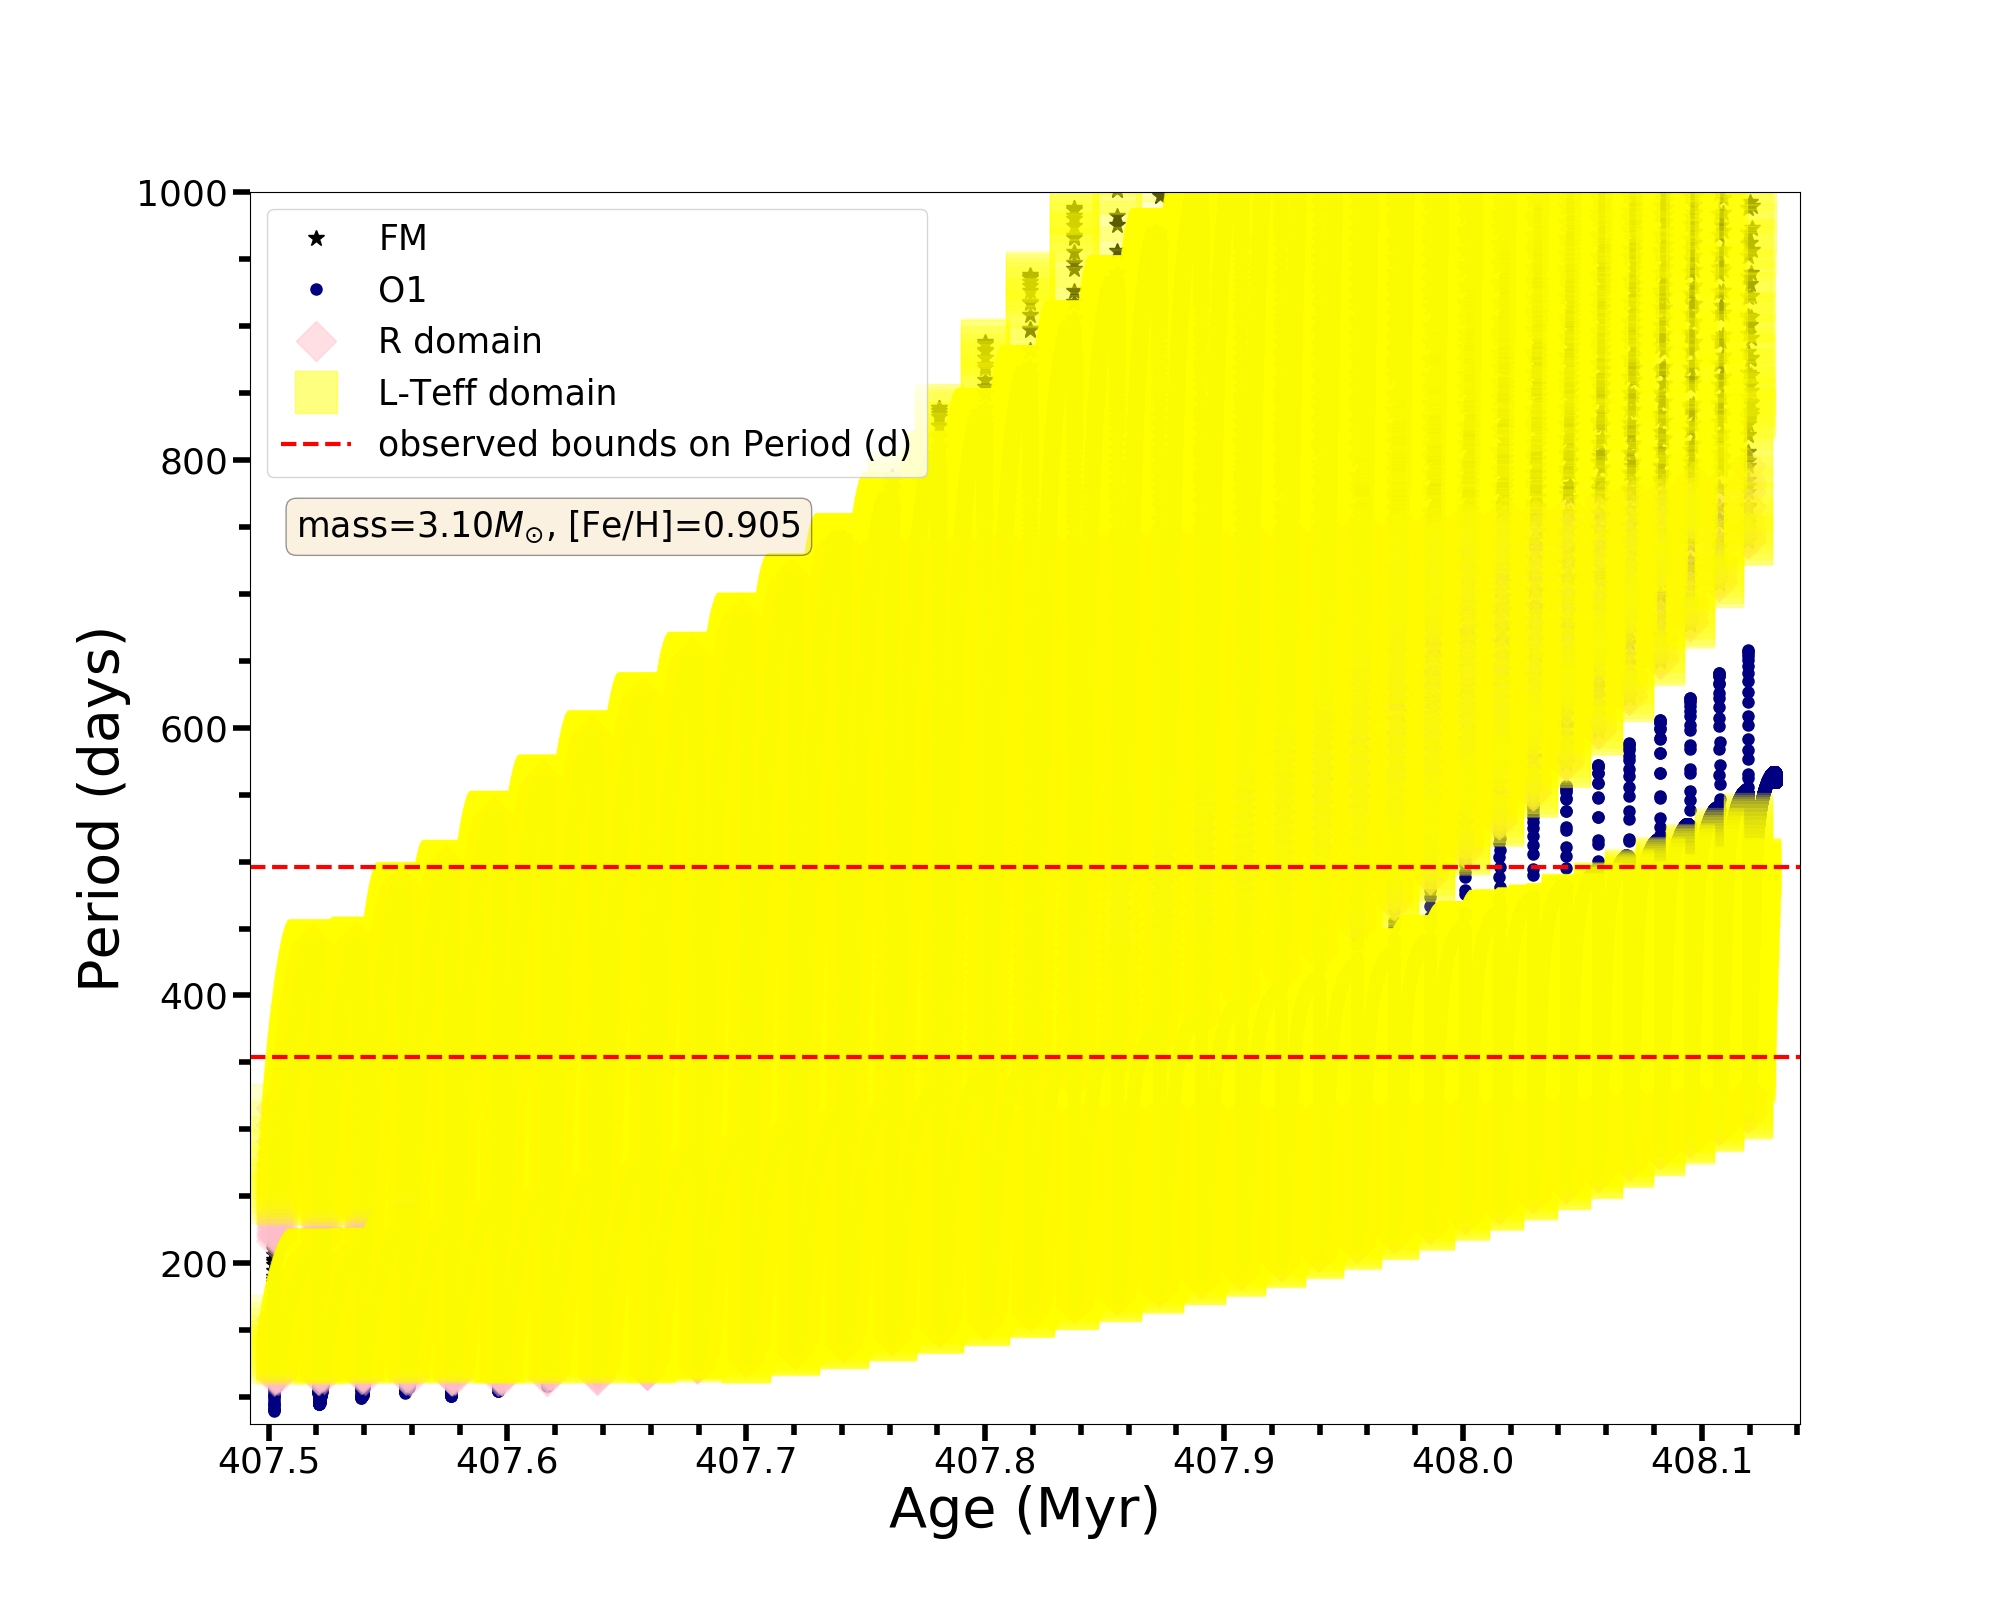 1000
800
600
400
200
Period (days)
FM
O1
R domain
L-Teff domain
observed bounds on Period (d)
mass=3.10M☉, [Fe/H]=0.905
407.5 407.6 407.7 407.8 407.9 408.0 408.1
Age (Myr)